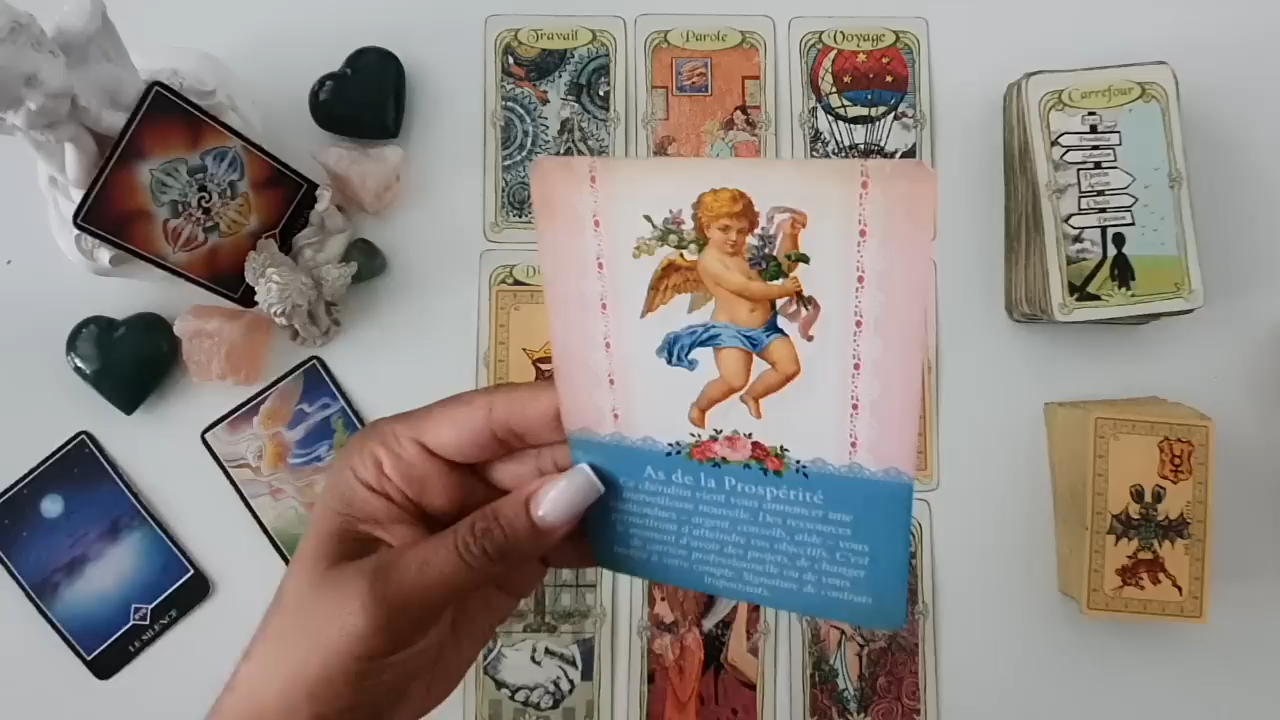 Travail
Parole
Voyage
Carrefour
As de la Prospérité
Ce chérubin vient vous annoncer une
merveilleuse nouvelle. Des ressources
attendues – argent, conseils, aide – vous
permettront d'atteindre vos objectifs. C'est
le moment d'avoir des projets, de changer
de carrière professionnelle ou de vous
mettre à votre compte. Signature de contrats
importants.
LE SILENCE